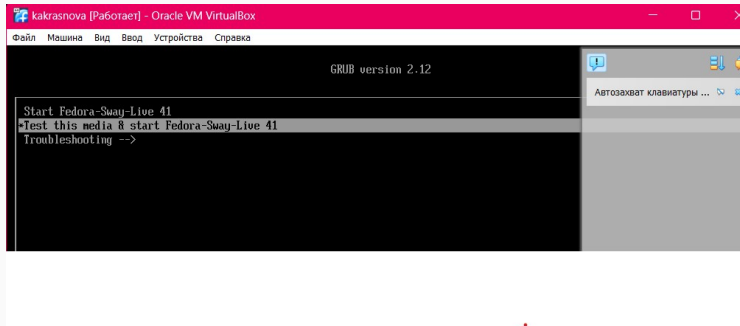 kakrasnova [Работает] - Oracle VM VirtualBox
Файл Машина Вид Ввод Устройства Справка
GRUB version 2.12
Автозахват клавиатуры ...
Start Fedora-Sway-Live 41
*Test this media & start Fedora-Sway-Live 41
Troubleshooting -->